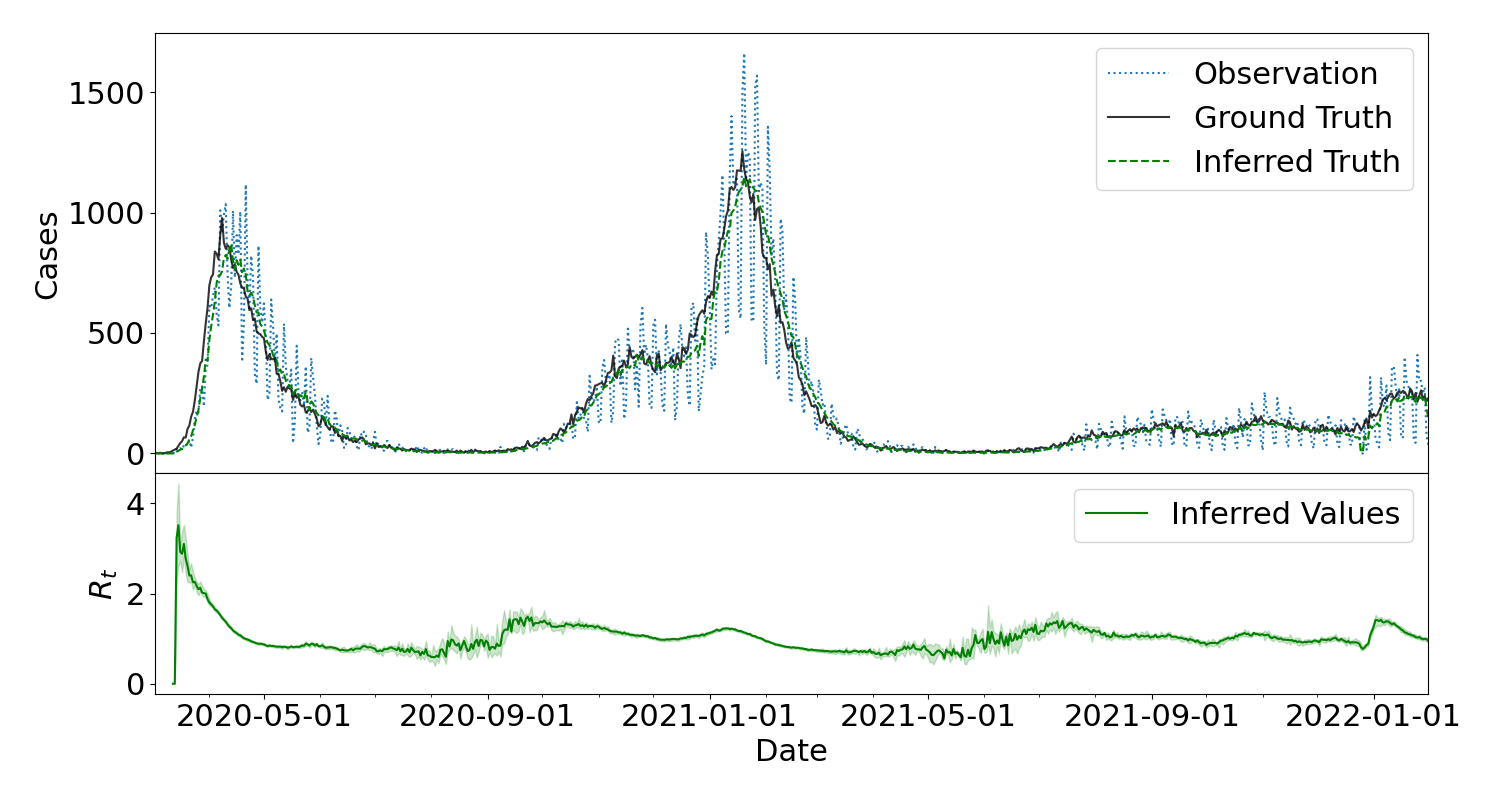 Observation
Ground Truth
Inferred Truth
1500
1000
500
0
Cases
Inferred Values
4
2
0
R_t
2020-05-01 2020-09-01 2021-01-01 2021-05-01 2021-09-01 2022-01-01
Date